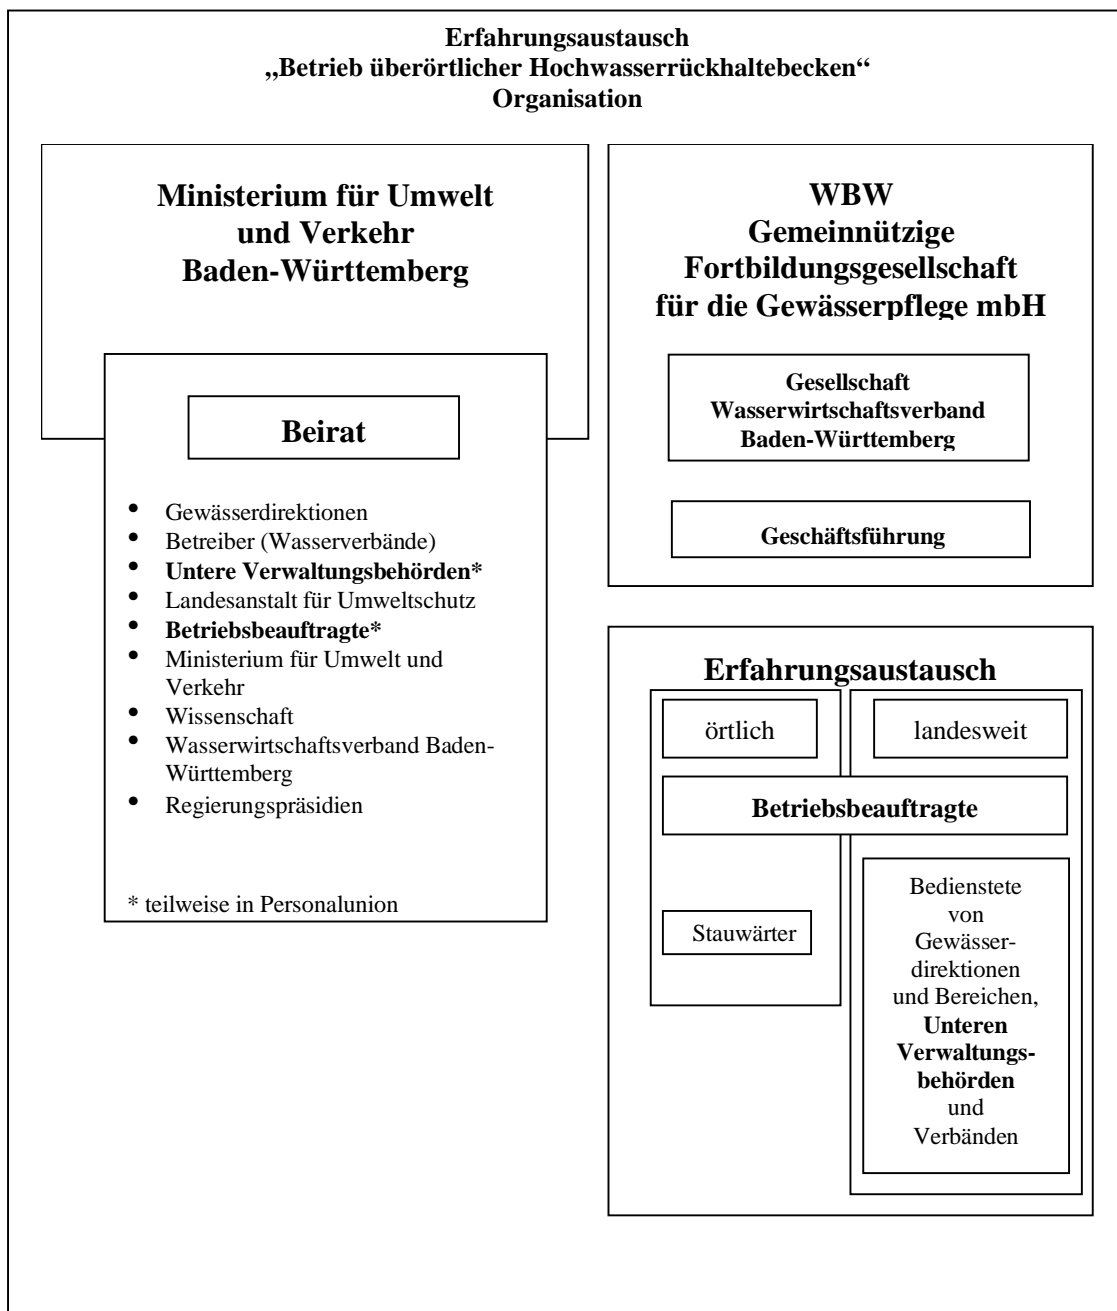 Erfahrungsaustausch
„Betrieb überörtlicher Hochwasserrückhaltebecken“
Organisation
Ministerium für Umwelt
und Verkehr
Baden-Württemberg
Beirat
• Gewässerdirektionen
• Betreiber (Wasserverbände)
• Untere Verwaltungsbehörden*
• Landesanstalt für Umweltschutz
• Betriebsbeauftragte*
• Ministerium für Umwelt und
Verkehr
• Wissenschaft
• Wasserwirtschaftsverband Baden-
Württemberg
• Regierungspräsidien
* teilweise in Personalunion
WBW
Gemeinnützige
Fortbildungsgesellschaft
für die Gewässerpflege mbH
Gesellschaft
Wasserwirtschaftsverband
Baden-Württemberg
Geschäftsführung
Erfahrungsaustausch
örtlich
landesweit
Betriebsbeauftragte
Stauwärter
Bedienstete
von
Gewässer-
direktionen
und Bereichen,
Unteren
Verwaltungs-
behörden
und
Verbänden